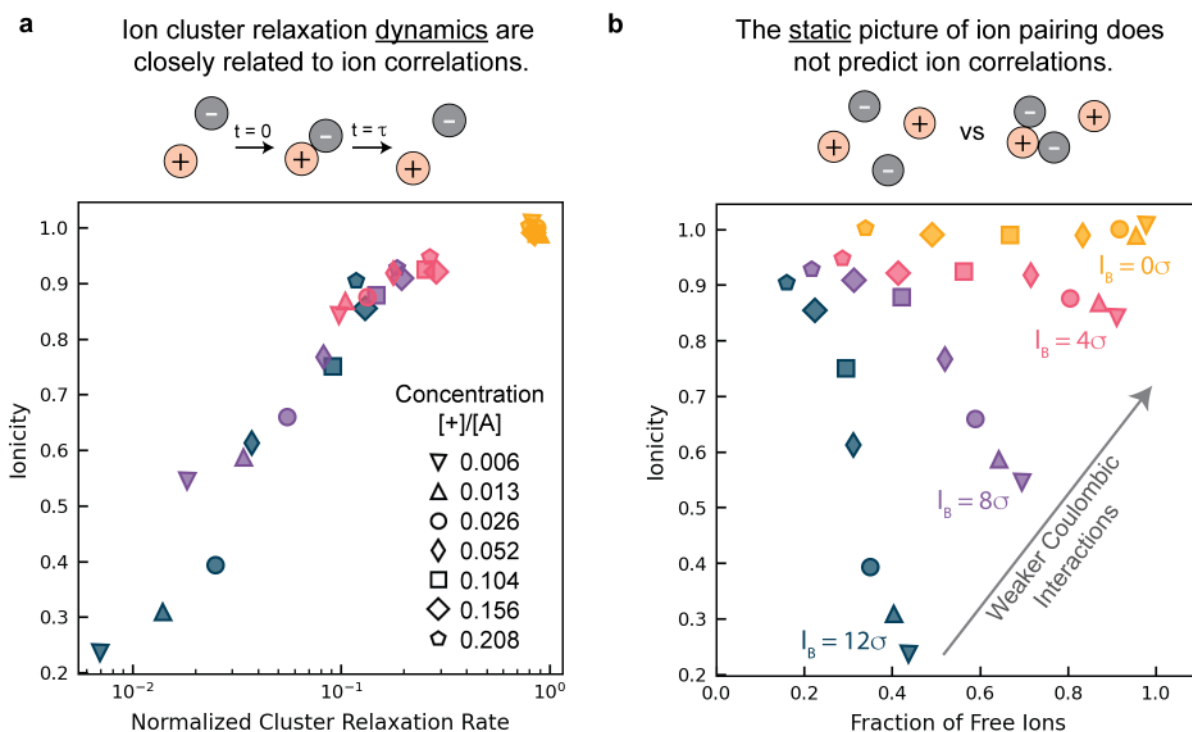 a
Ion cluster relaxation dynamics are
closely related to ion correlations.
−
+
t = 0
+
−
t = τ
+
−
1.0
0.9
0.8
0.7
0.6
0.5
0.4
0.3
0.2
Ionicity
Concentration
[+]/[A]
0.006
0.013
0.026
0.052
0.104
0.156
0.208
10⁻²
10⁻¹
10⁰
Normalized Cluster Relaxation Rate
b
The static picture of ion pairing does
not predict ion correlations.
−
+
+
−
vs
−
+
−
+
1.0
0.9
0.8
0.7
0.6
0.5
0.4
0.3
0.2
Ionicity
l_B = 0σ
l_B = 4σ
l_B = 8σ
l_B = 12σ
Weaker Coulombic
Interactions
0.0
0.2
0.4
0.6
0.8
1.0
Fraction of Free Ions